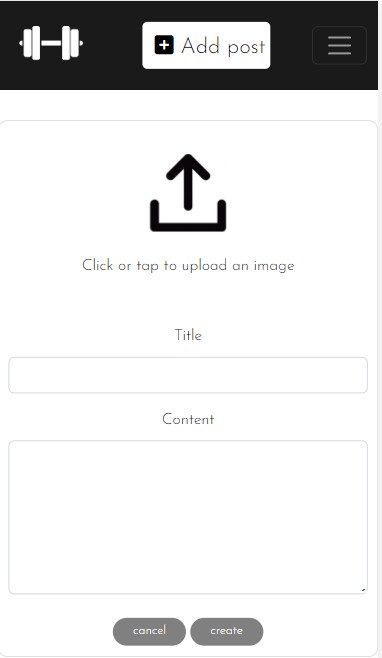 Add post
Click or tap to upload an image
Title
Content
cancel create